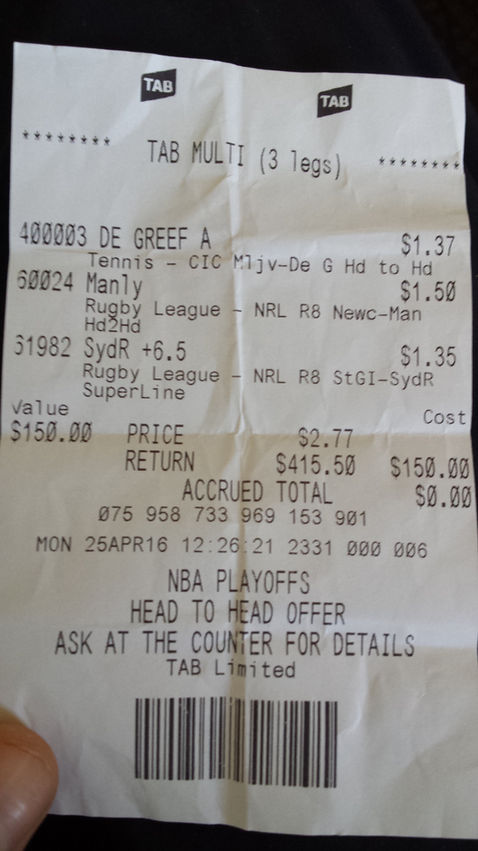 TAB TAB
******** TAB MULTI (3 legs) ********
400003 DE GREEF A $1.37
Tennis - CIC Mljv-De G Hd to Hd
60024 Manly $1.50
Rugby League - NRL R8 Newc-Man
Hd2Hd
61982 SydR +6.5 $1.35
Rugby League - NRL R8 StGI-SydR
SuperLine
Value Cost
$150.00 PRICE $2.77
RETURN $415.50 $150.00
ACCRUED TOTAL $0.00
075 958 733 969 153 901
MON 25APR16 12:26:21 2331 000 006
NBA PLAYOFFS
HEAD TO HEAD OFFER
ASK AT THE COUNTER FOR DETAILS
TAB Limited